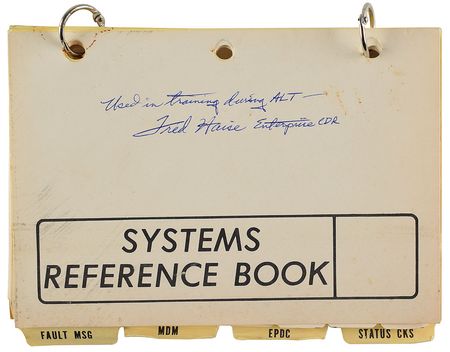 Used in training during ALT —
Fred Haise Enterprise CDR
SYSTEMS
REFERENCE BOOK
FAULT MSG MDM EPDC STATUS CKS